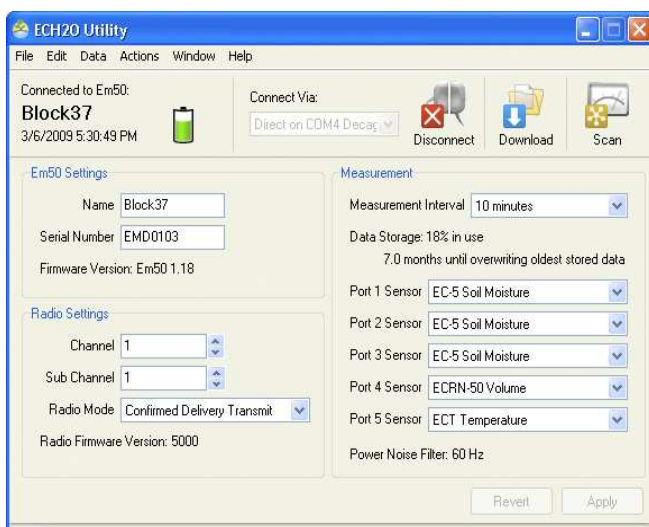 ECH2O Utility
File Edit Data Actions Window Help
Connected to Em50:
Block37
3/6/2009 5:30:49 PM
Connect Via:
Direct on COM4 Decag
Disconnect
Download
Scan
Em50 Settings
Name Block37
Serial Number EMD0103
Firmware Version: Em50 1.18
Radio Settings
Channel 1
Sub Channel 1
Radio Mode Confirmed Delivery Transmit
Radio Firmware Version: 5000
Measurement
Measurement Interval 10 minutes
Data Storage: 18% in use
7.0 months until overwriting oldest stored data
Port 1 Sensor EC-5 Soil Moisture
Port 2 Sensor EC-5 Soil Moisture
Port 3 Sensor EC-5 Soil Moisture
Port 4 Sensor ECRN-50 Volume
Port 5 Sensor ECT Temperature
Power Noise Filter: 60 Hz
Revert
Apply